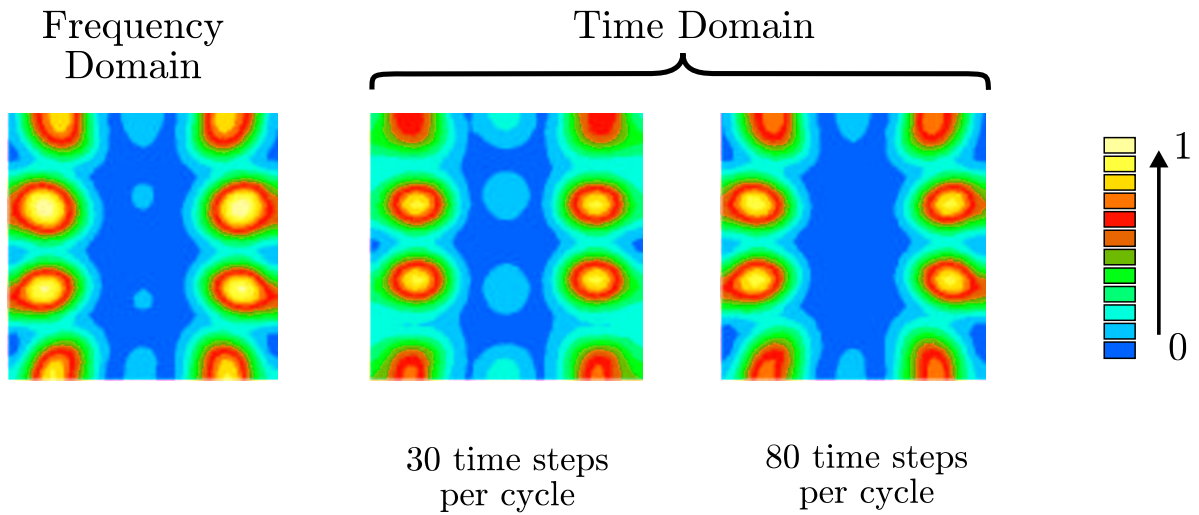 Frequency
Domain
Time Domain
1
0
30 time steps
per cycle
80 time steps
per cycle